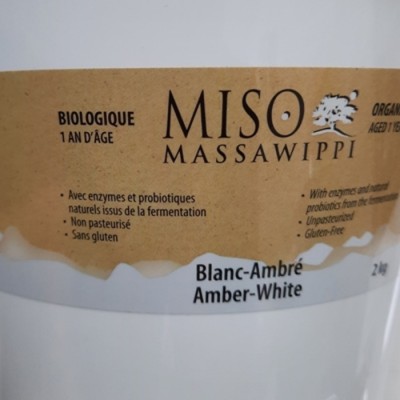 BIOLOGIQUE
1 AN D'ÂGE
MISO
MASSAWIPPI
AGED 1
• Avec enzymes et probiotiques
naturels issus de la fermentation
• Non pasteurisé
• Sans gluten
• With enzymes and natural
probiotics from the fermentation
• Unpasteurized
• Gluten-Free
Blanc-Ambré
Amber-White
2 kg